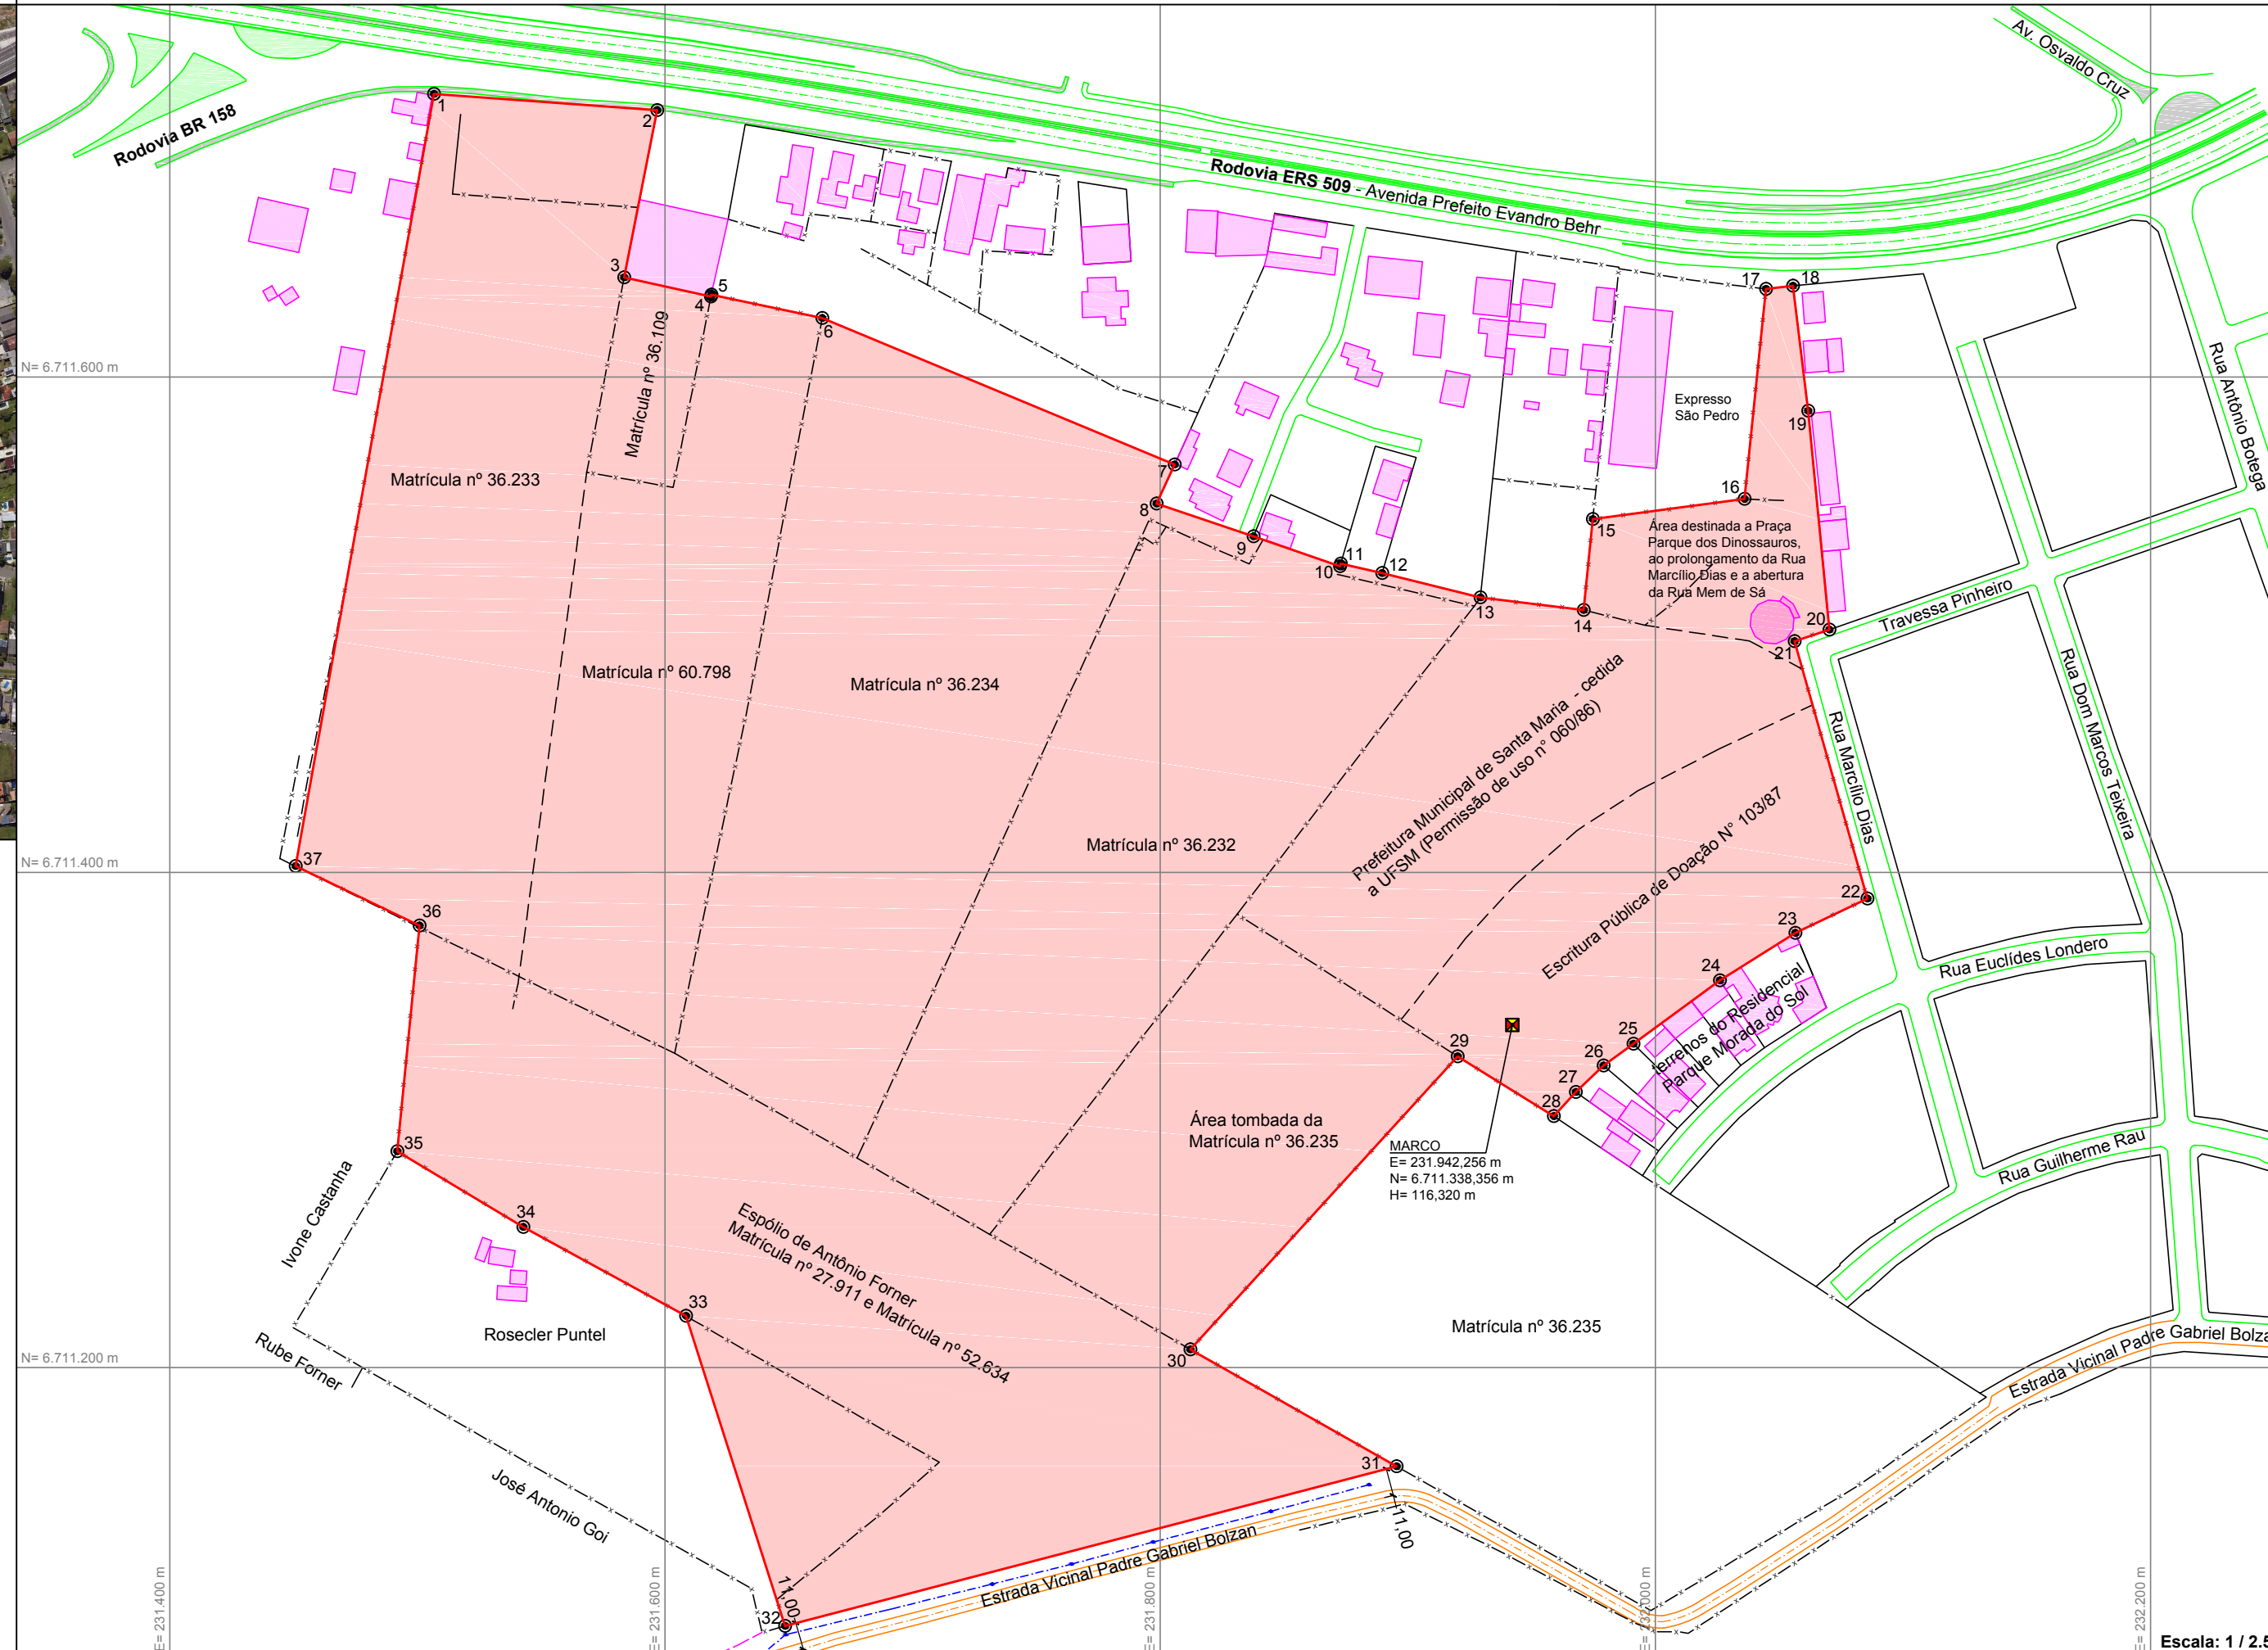 Av. Osvaldo Cruz
1
2
Rodovia BR 158
Rodovia ERS 509 - Avenida Prefeito Evandro Behr
3
5
4
6
17
18
Matrícula nº 36.109
N= 6.711.600 m
Expresso
São Pedro
19
Rua Antônio Botega
7
Matrícula nº 36.233
8
16
15
9
Área destinada a Praça
Parque dos Dinossauros,
ao prolongamento da Rua
Marcílio Dias e a abertura
da Rua Mem de Sá
11
10
12
13
14
20
21
Travessa Pinheiro
Matrícula nº 60.798
Matrícula nº 36.234
Prefeitura Municipal de Santa Maria - cedida
a UFSM (Permissão de uso n° 060/86)
Rua Marcílio Dias
Rua Dom Marcos Teixeira
Matrícula nº 36.232
Escritura Pública de Doação N° 103/87
N= 6.711.400 m
37
22
36
23
Rua Euclídes Londero
24
terrenos do Residencial
Parque Morada do Sol
25
29
26
27
28
Área tombada da
Matrícula nº 36.235
MARCO
E= 231.942,256 m
N= 6.711.338,356 m
H= 116,320 m
35
Rua Guilherme Rau
Ivone Castanha
34
Espólio de Antônio Forner
Matrícula nº 27.911 e Matrícula nº 52.634
33
Rosecler Puntel
Matrícula nº 36.235
Rube Forner
N= 6.711.200 m
30
Estrada Vicinal Padre Gabriel Bolza
31
José Antonio Goi
11,00
Estrada Vicinal Padre Gabriel Bolzan
11,00
32
E= 231.400 m
E= 231.600 m
E= 231.800 m
E= 232.000 m
E= 232.200 m
Escala: 1 / 2.5